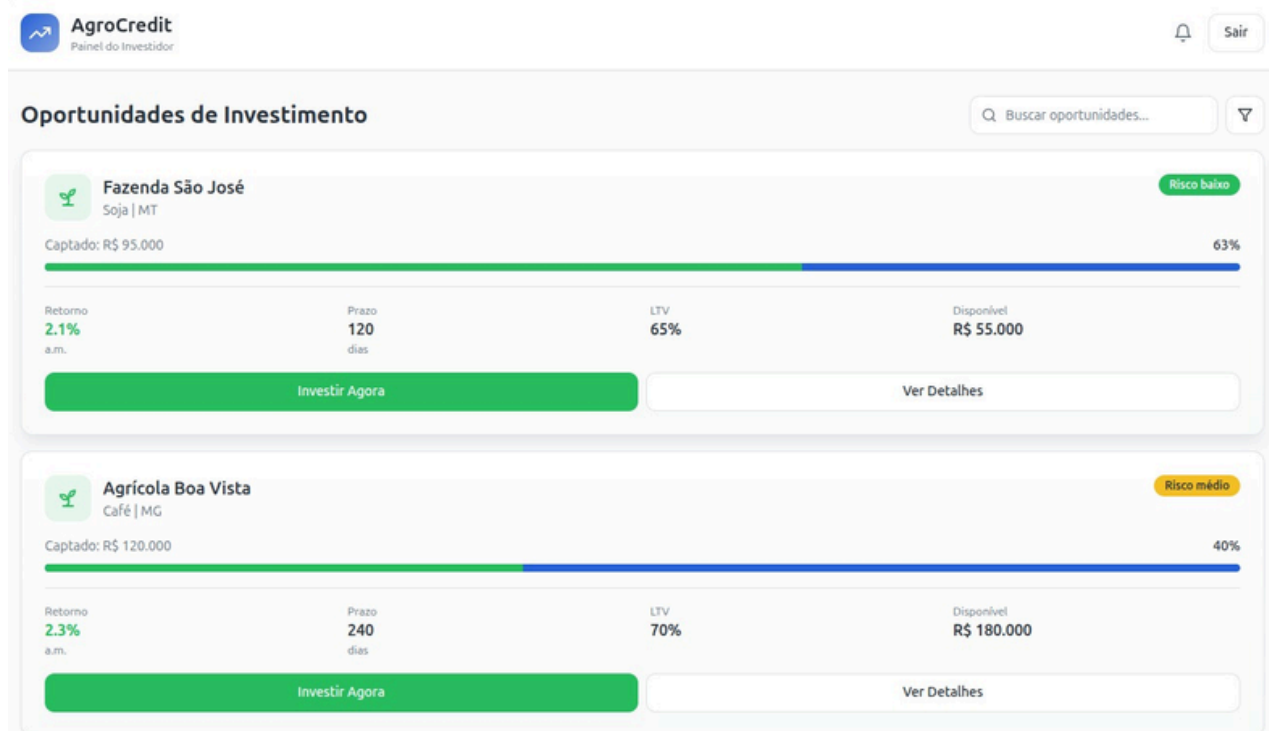 AgroCredit
Painel do Investidor
Sair
Oportunidades de Investimento
Buscar oportunidades...
Fazenda São José
Risco baixo
Soja | MT
Captado: R$ 95.000
63%
Retorno
2.1%
a.m.
Prazo
120
dias
LTV
65%
Disponível
R$ 55.000
Investir Agora
Ver Detalhes
Agrícola Boa Vista
Risco médio
Café | MG
Captado: R$ 120.000
40%
Retorno
2.3%
a.m.
Prazo
240
dias
LTV
70%
Disponível
R$ 180.000
Investir Agora
Ver Detalhes